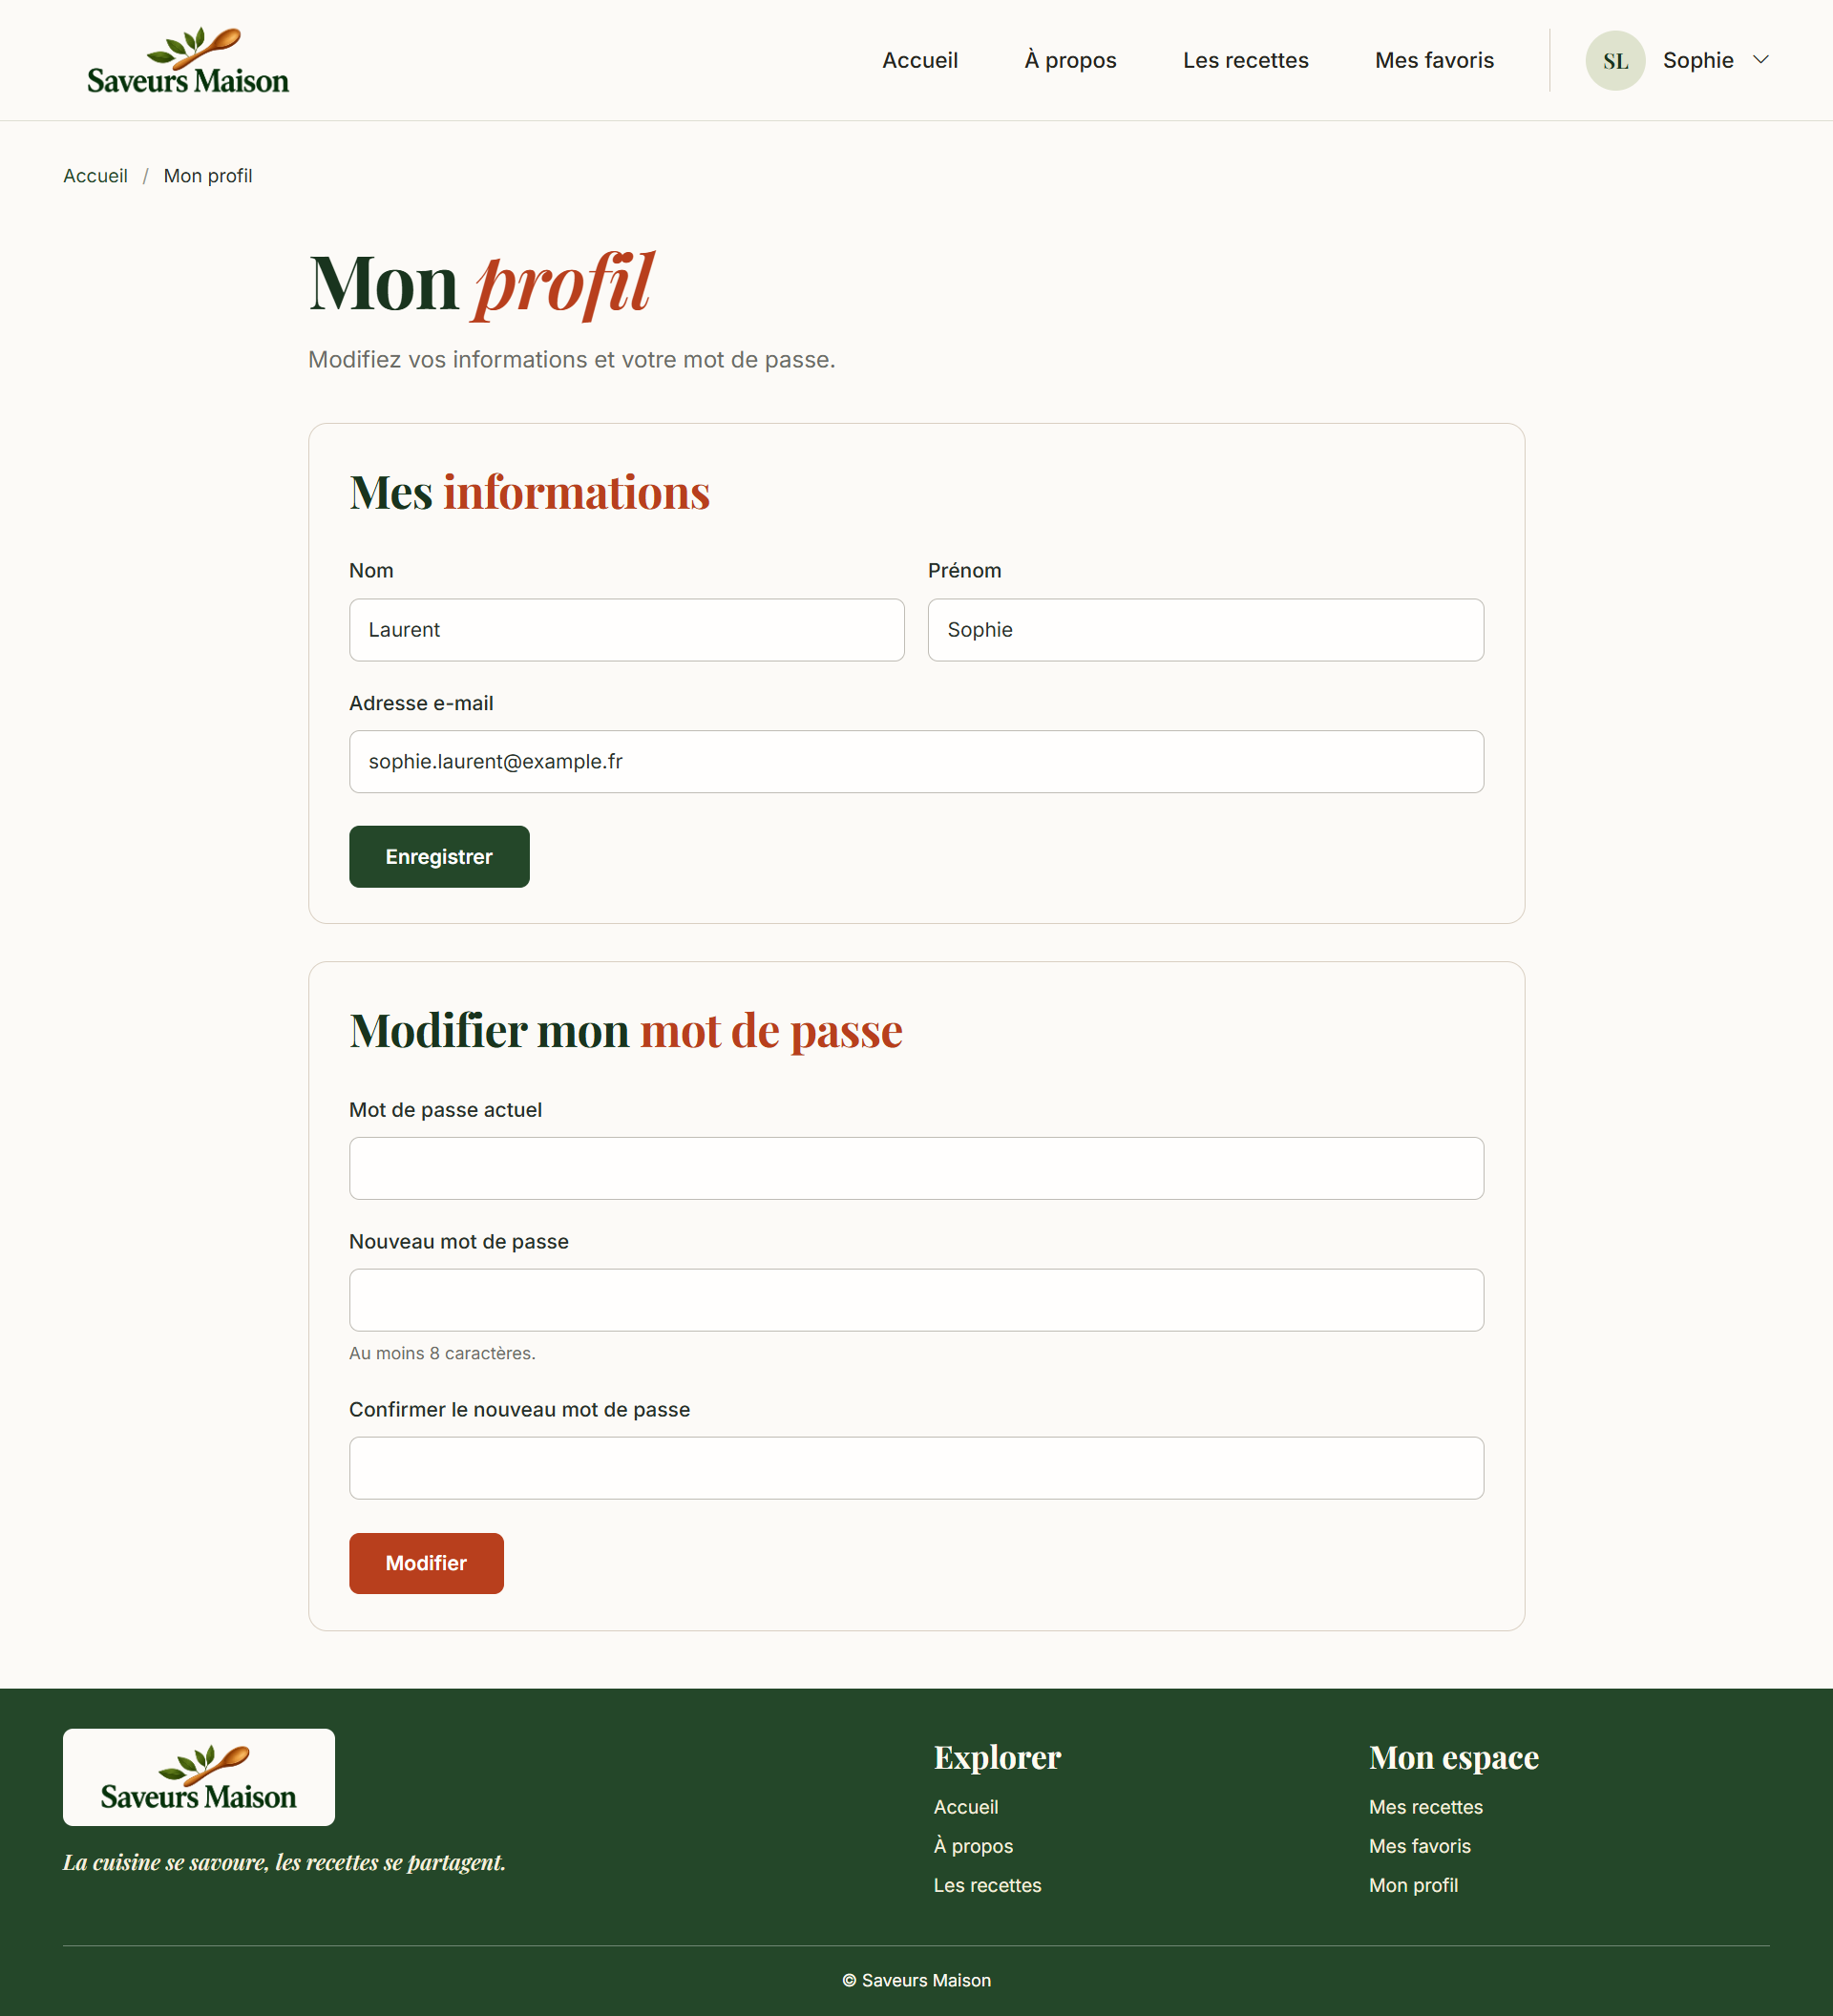 Saveurs Maison
Accueil À propos Les recettes Mes favoris SL Sophie
Accueil / Mon profil
Mon profil
Modifiez vos informations et votre mot de passe.
Mes informations
Nom Prénom
Laurent Sophie
Adresse e-mail
sophie.laurent@example.fr
Enregistrer
Modifier mon mot de passe
Mot de passe actuel
Nouveau mot de passe
Au moins 8 caractères.
Confirmer le nouveau mot de passe
Modifier
Saveurs Maison
La cuisine se savoure, les recettes se partagent.
Explorer
Accueil
À propos
Les recettes
Mon espace
Mes recettes
Mes favoris
Mon profil
© Saveurs Maison